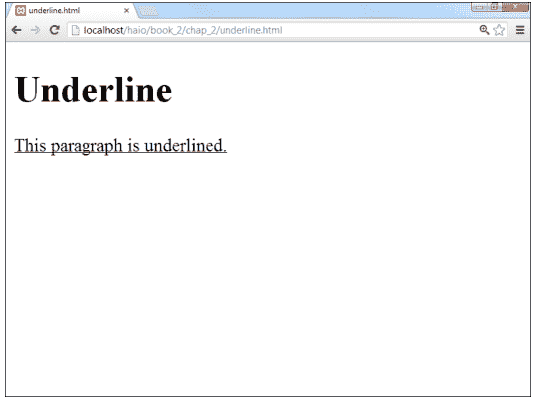 underline.html
localhost/haio/book_2/chap_2/underline.html
Underline
This paragraph is underlined.